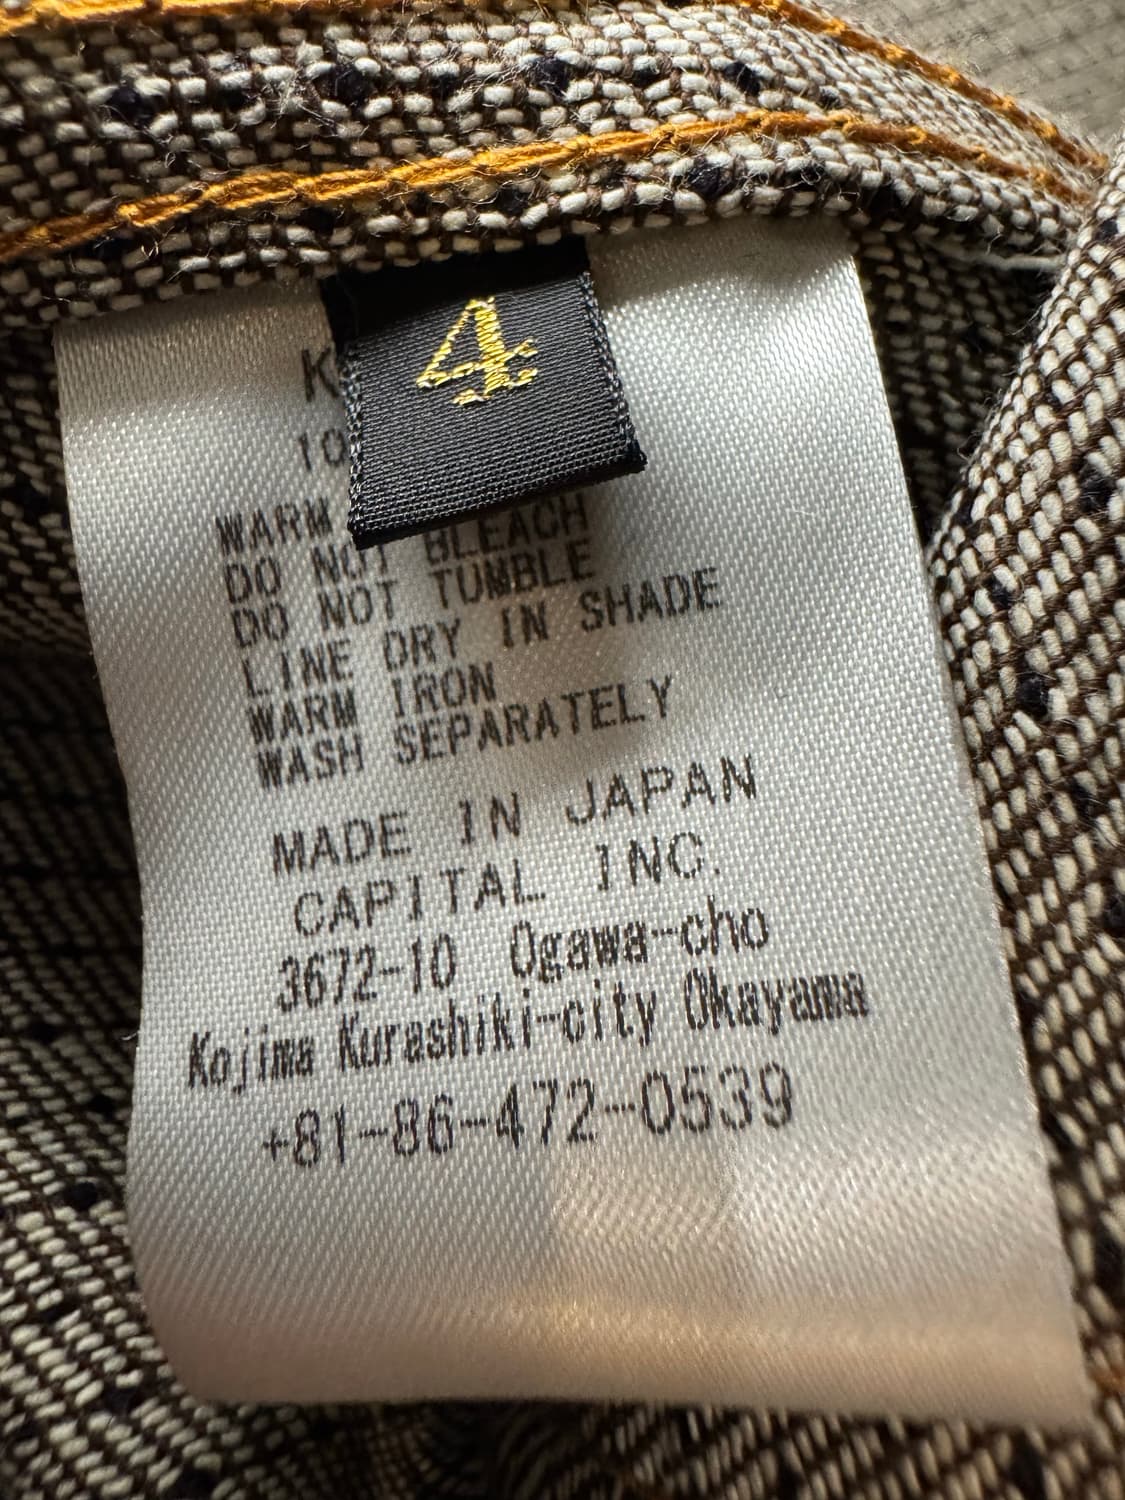 4
K
10
WARM
DO NOT BLEACH
DO NOT TUMBLE
LINE DRY IN SHADE
WARM IRON
WASH SEPARATELY
MADE IN JAPAN
CAPITAL INC.
3672-10 Ogawa-cho
Kojima Kurashiki-city Okayama
+81-86-472-0539